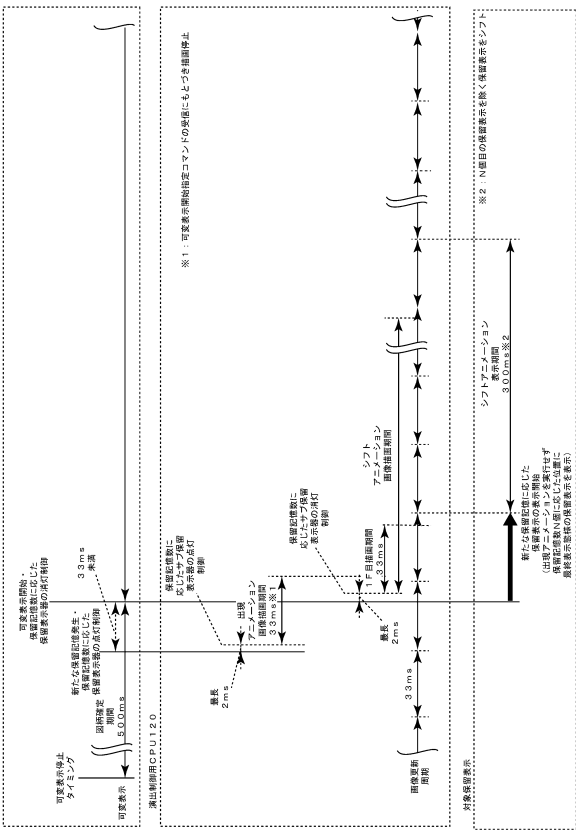 可変表示停止
タイミング
可変表示
図柄確定
期間
500ms
新たな保留記憶発生・
保留記憶数に応じた
保留表示器の点灯制御
可変表示開始・
保留記憶数に応じた
保留表示器の消灯制御
33ms
未満
演出制御用CPU120
最長
2ms
保留記憶数に
応じたサブ保留
表示器の点灯
制御
出現
アニメーション
画像描画期間
33ms※1
保留記憶数に
応じたサブ保留
表示器の消灯
制御
※1:可変表示開始指定コマンドの受信にもとづき描画停止
最長
2ms
1F目描画期間
33ms
シフト
アニメーション
画像描画期間
画像更新
周期
33ms
対象保留表示
新たな保留記憶に応じた
保留表示の表示開始
(出現アニメーションを実行せず
保留記憶数N個に応じた位置に
最終表示態様の保留表示を表示)
シフトアニメーション
表示期間
300ms※2
※2:N個目の保留表示を除く保留表示をシフト